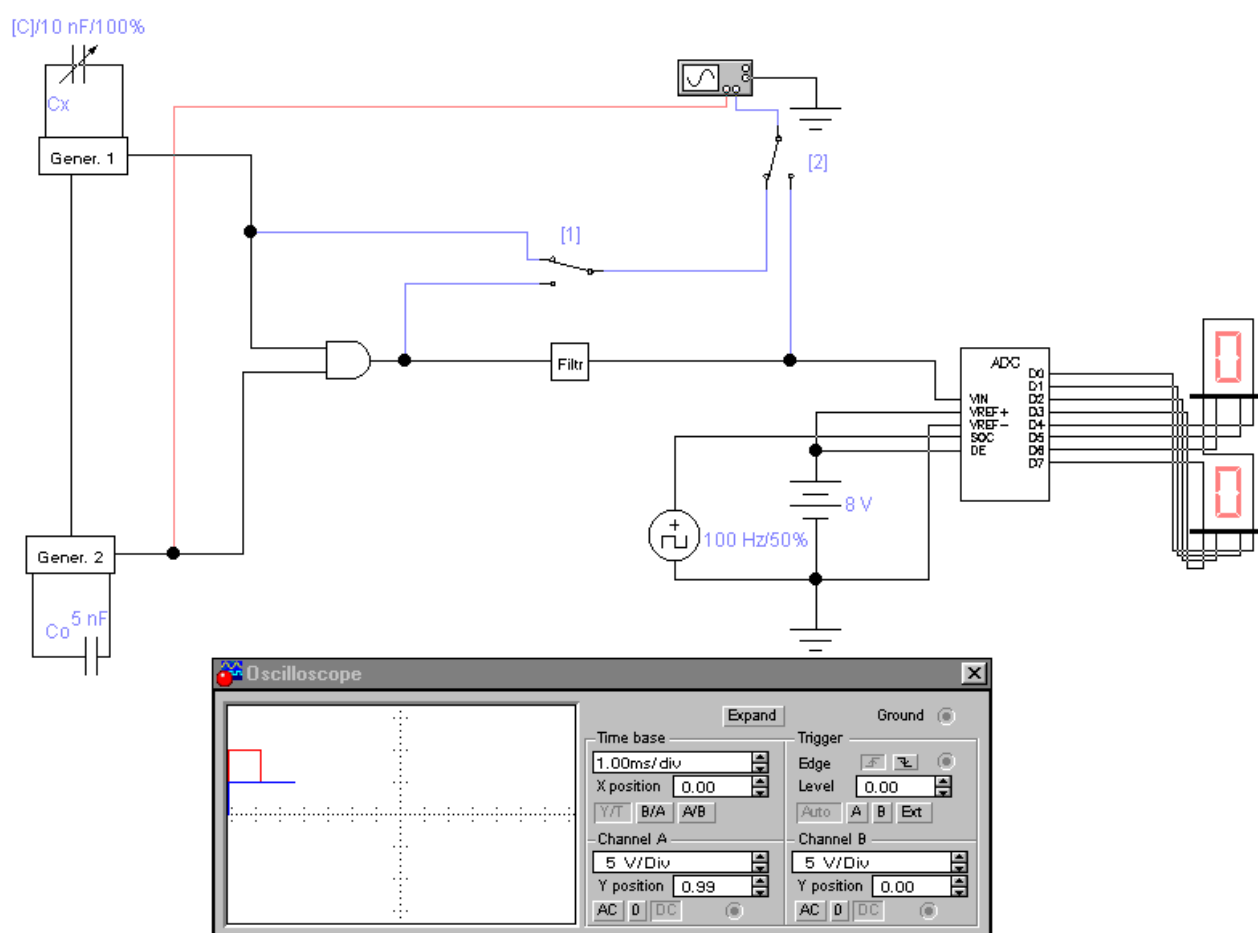 [C]/10 nF/100%
Cx
Gener. 1
[2]
[1]
Filtr
ADC
VIN
VREF+
VREF-
SOC
OE
D0
D1
D2
D3
D4
D5
D6
D7
0
0
8 V
100 Hz/50%
Gener. 2
5 nF
Co
Oscilloscope
Expand
Ground
Time base
1.00ms/div
X position 0.00
Y/T B/A A/B
Trigger
Edge
Level 0.00
Auto A B Ext
Channel A
5 V/Div
Y position 0.99
AC 0 DC
Channel B
5 V/Div
Y position 0.00
AC 0 DC